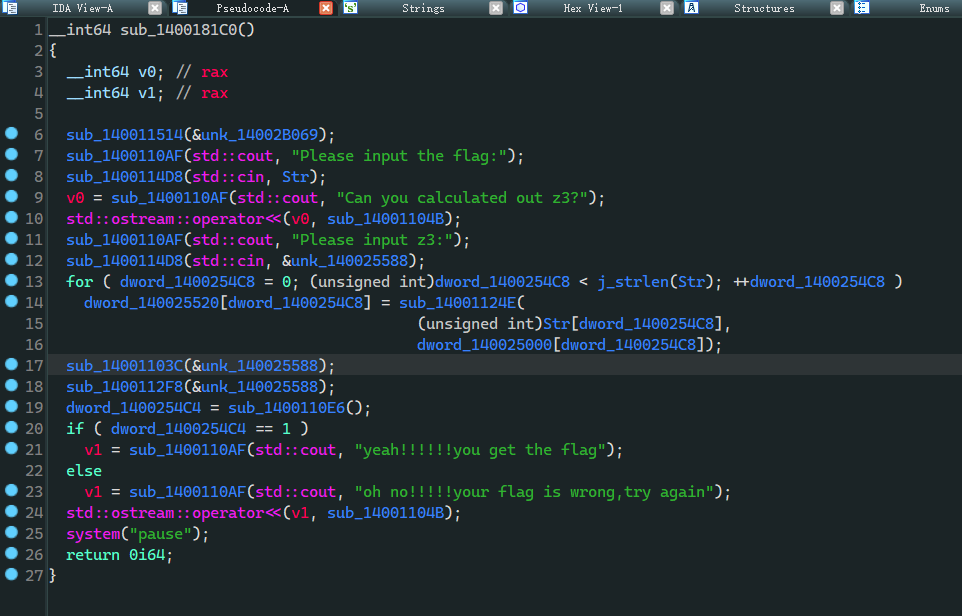 IDA View-A Pseudocode-A Strings Hex View-1 Structures Enums
1 __int64 sub_1400181C0()
2 {
3 __int64 v0; // rax
4 __int64 v1; // rax
5
6 sub_140011514(&unk_14002B069);
7 sub_1400110AF(std::cout, "Please input the flag:");
8 sub_1400114D8(std::cin, Str);
9 v0 = sub_1400110AF(std::cout, "Can you calculated out z3?");
10 std::ostream::operator<<(v0, sub_14001104B);
11 sub_1400110AF(std::cout, "Please input z3:");
12 sub_1400114D8(std::cin, &unk_140025588);
13 for ( dword_1400254C8 = 0; (unsigned int)dword_1400254C8 < j_strlen(Str); ++dword_1400254C8 )
14 dword_140025520[dword_1400254C8] = sub_14001124E(
15 (unsigned int)Str[dword_1400254C8],
16 dword_140025000[dword_1400254C8]);
17 sub_14001103C(&unk_140025588);
18 sub_1400112F8(&unk_140025588);
19 dword_1400254C4 = sub_1400110E6();
20 if ( dword_1400254C4 == 1 )
21 v1 = sub_1400110AF(std::cout, "yeah!!!!!!you get the flag");
22 else
23 v1 = sub_1400110AF(std::cout, "oh no!!!!!your flag is wrong,try again");
24 std::ostream::operator<<(v1, sub_14001104B);
25 system("pause");
26 return 0i64;
27 }